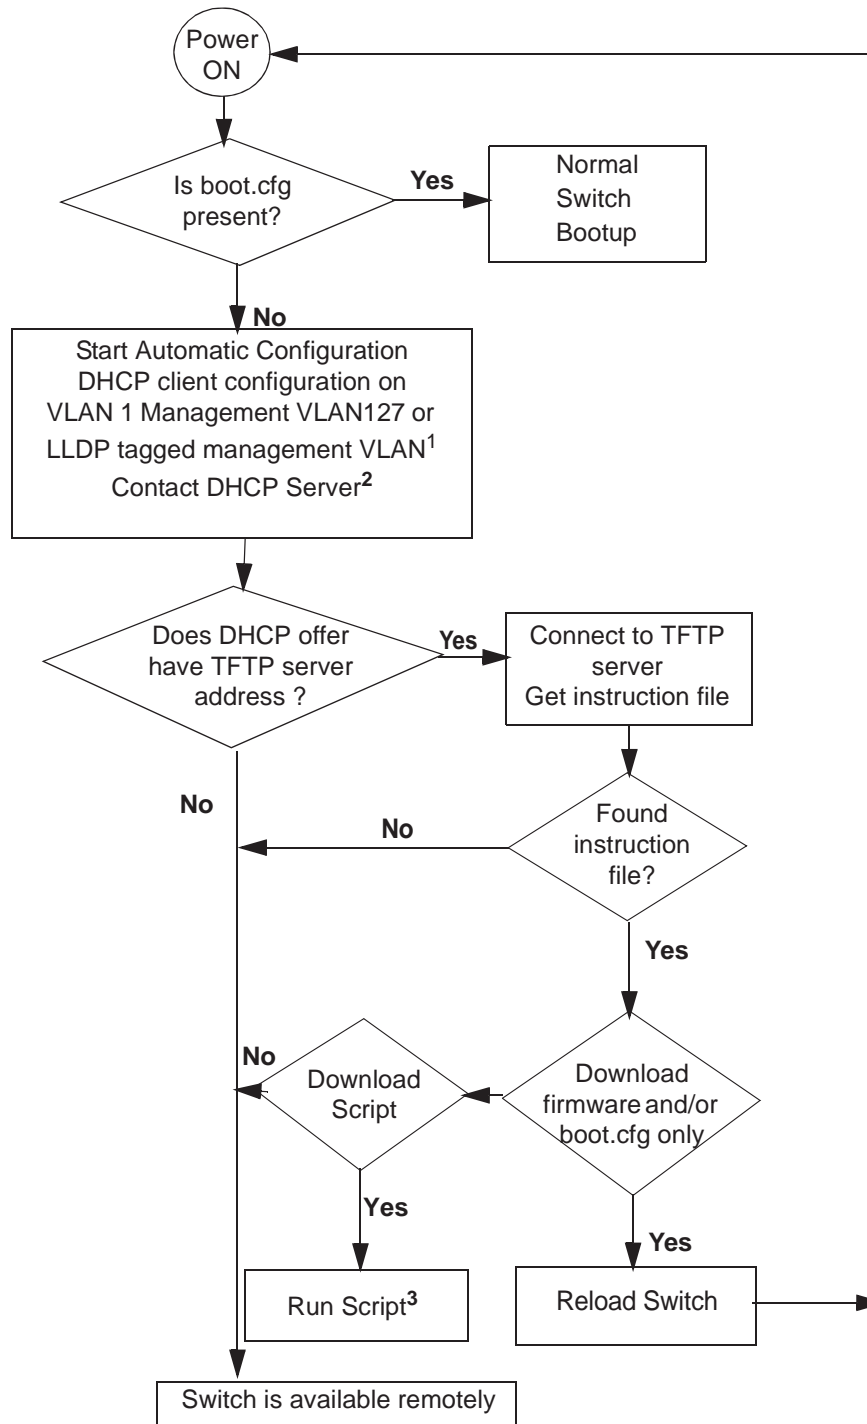 Power
ON
Is boot.cfg
present?
Yes
Normal
Switch
Bootup
No
Start Automatic Configuration
DHCP client configuration on
VLAN 1 Management VLAN127 or
LLDP tagged management VLAN1
Contact DHCP Server2
Does DHCP offer
have TFTP server
address ?
Yes
Connect to TFTP
server
Get instruction file
No
No
Found
instruction
file?
Yes
No
Download
Script
Download
firmware and/or
boot.cfg only
Yes
Yes
Run Script3
Reload Switch
Switch is available remotely